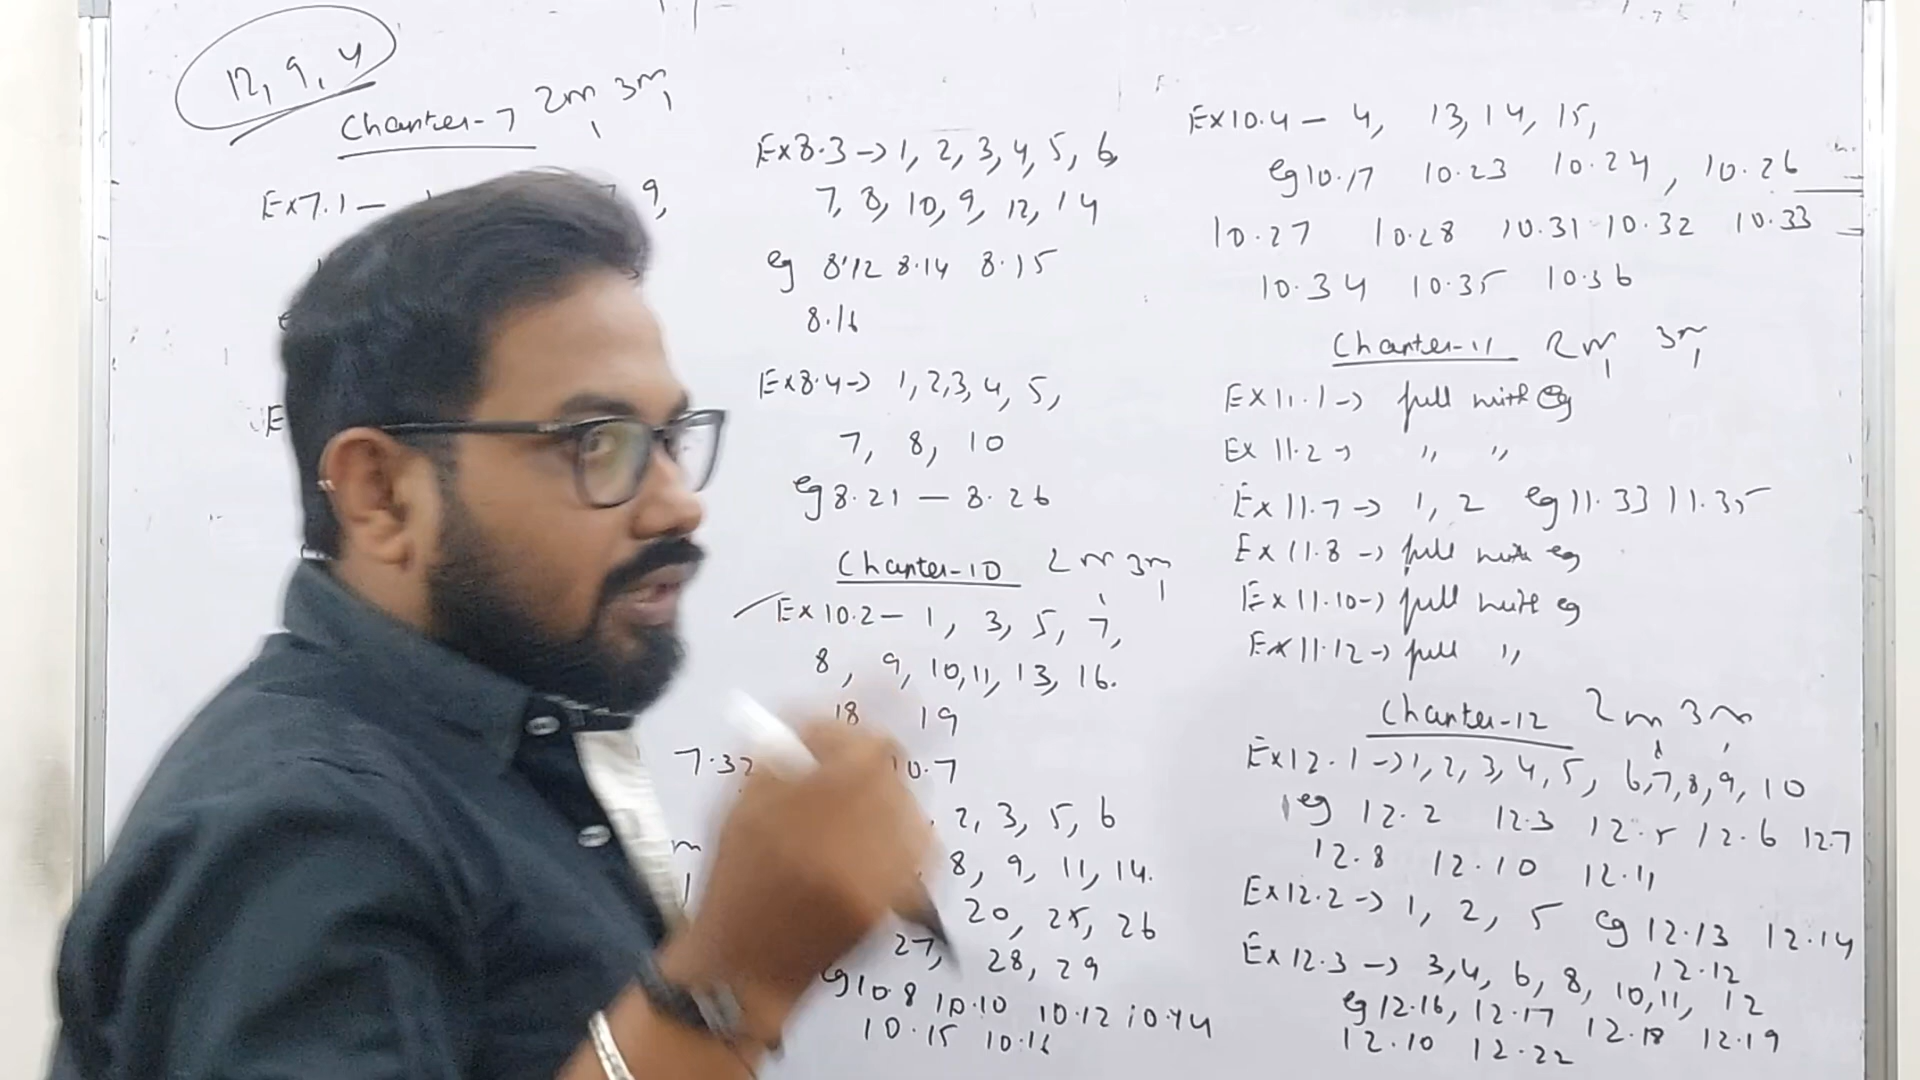 12, 9, 4
Chapter-7 2m 3m
Ex7.1 — 9,
E
7.32
m
Ex8.3 → 1, 2, 3, 4, 5, 6,
7, 8, 10, 9, 12, 14
eg 8.12 8.14 8.15
8.16
Ex8.4 → 1, 2, 3, 4, 5,
7, 8, 10
eg 8.21 — 8.26
Chapter-10 2m 3m
Ex 10.2 — 1, 3, 5, 7,
8, 9, 10, 11, 13, 16.
18 19
10.7
2, 3, 5, 6
8, 9, 11, 14.
20, 25, 26
27, 28, 29
eg 10.8 10.10 10.12 10.14
10.15 10.16
Ex10.4 — 4, 13, 14, 15,
eg 10.17 10.23 10.24, 10.26
10.27 10.28 10.31 10.32 10.33
10.34 10.35 10.36
Chapter-11 2m 3m
Ex 11.1 → full with eg
Ex 11.2 → " "
Ex 11.7 → 1, 2 eg 11.33 11.35
Ex 11.8 → full with eg
Ex 11.10 → full with eg
Ex 11.12 → full "
Chapter-12 2m 3m
Ex12.1 → 1, 2, 3, 4, 5, 6, 7, 8, 9, 10
eg 12.2 12.3 12.5 12.6 12.7
12.8 12.10 12.11
Ex12.2 → 1, 2, 5 eg 12.13 12.14
12.12
Ex12.3 → 3, 4, 6, 8, 10, 11, 12
eg 12.16, 12.17 12.18 12.19
12.10 12.22